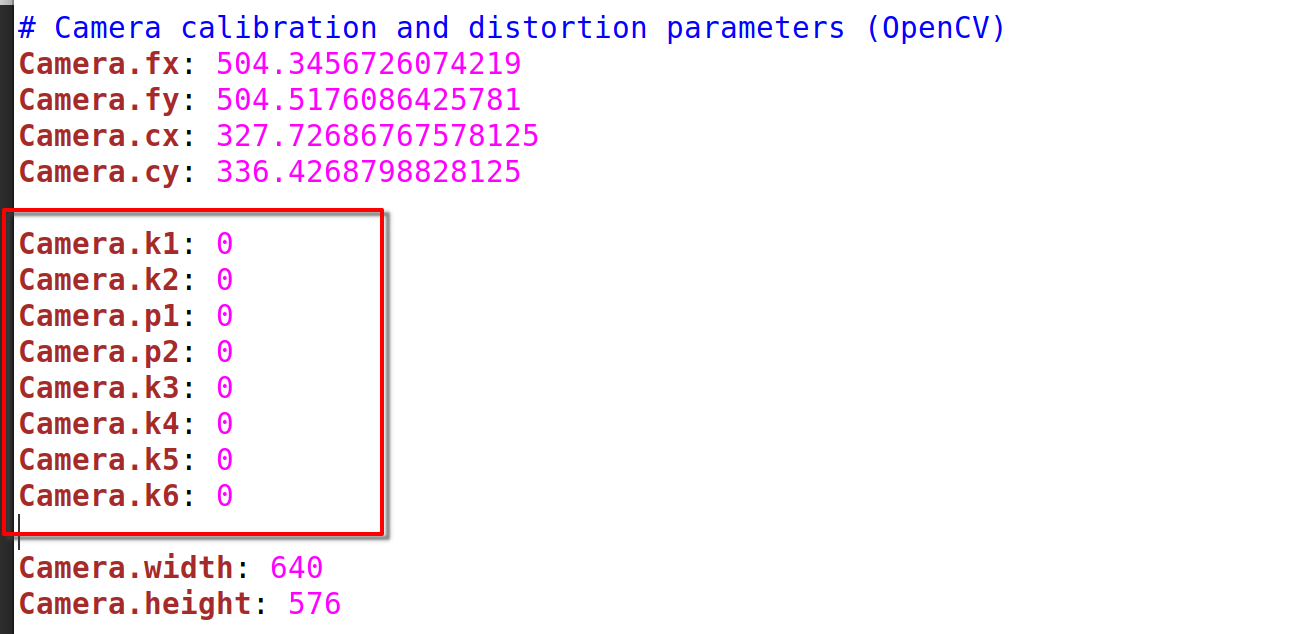 # Camera calibration and distortion parameters (OpenCV)
Camera.fx: 504.3456726074219
Camera.fy: 504.5176086425781
Camera.cx: 327.72686767578125
Camera.cy: 336.4268798828125
Camera.k1: 0
Camera.k2: 0
Camera.p1: 0
Camera.p2: 0
Camera.k3: 0
Camera.k4: 0
Camera.k5: 0
Camera.k6: 0
Camera.width: 640
Camera.height: 576